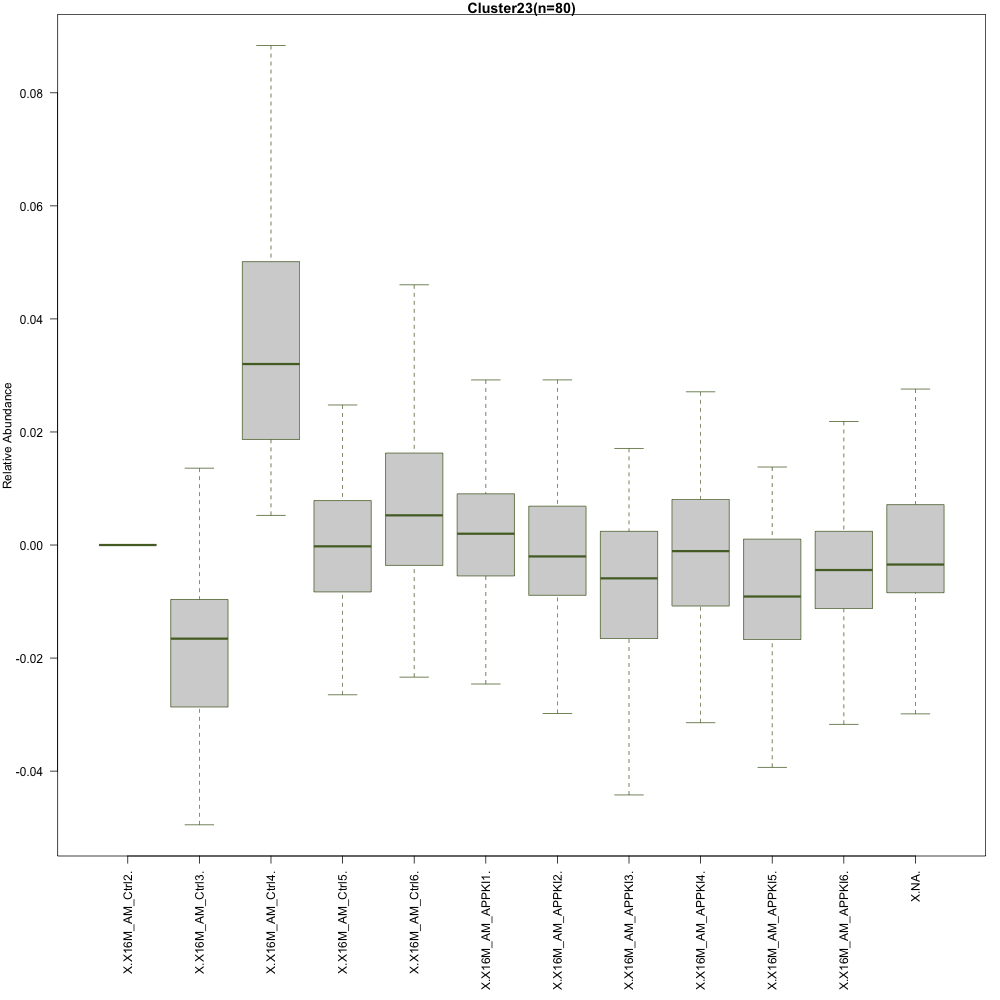 Cluster23(n=80)
Relative Abundance
0.08
0.06
0.04
0.02
0.00
-0.02
-0.04
X.X16M_AM_Ctrl2.
X.X16M_AM_Ctrl3.
X.X16M_AM_Ctrl4.
X.X16M_AM_Ctrl5.
X.X16M_AM_Ctrl6.
X.X16M_AM_APPKI1.
X.X16M_AM_APPKI2.
X.X16M_AM_APPKI3.
X.X16M_AM_APPKI4.
X.X16M_AM_APPKI5.
X.X16M_AM_APPKI6.
X.NA.